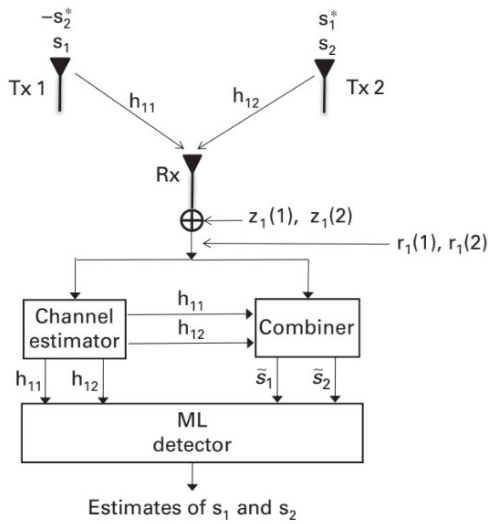 −s₂* s₁*
s₁ s₂
Tx 1 Tx 2
h₁₁ h₁₂
Rx
z₁(1), z₁(2)
r₁(1), r₁(2)
h₁₁
Channel estimator
h₁₂
Combiner
h₁₁ h₁₂ s̃₁ s̃₂
ML
detector
Estimates of s₁ and s₂